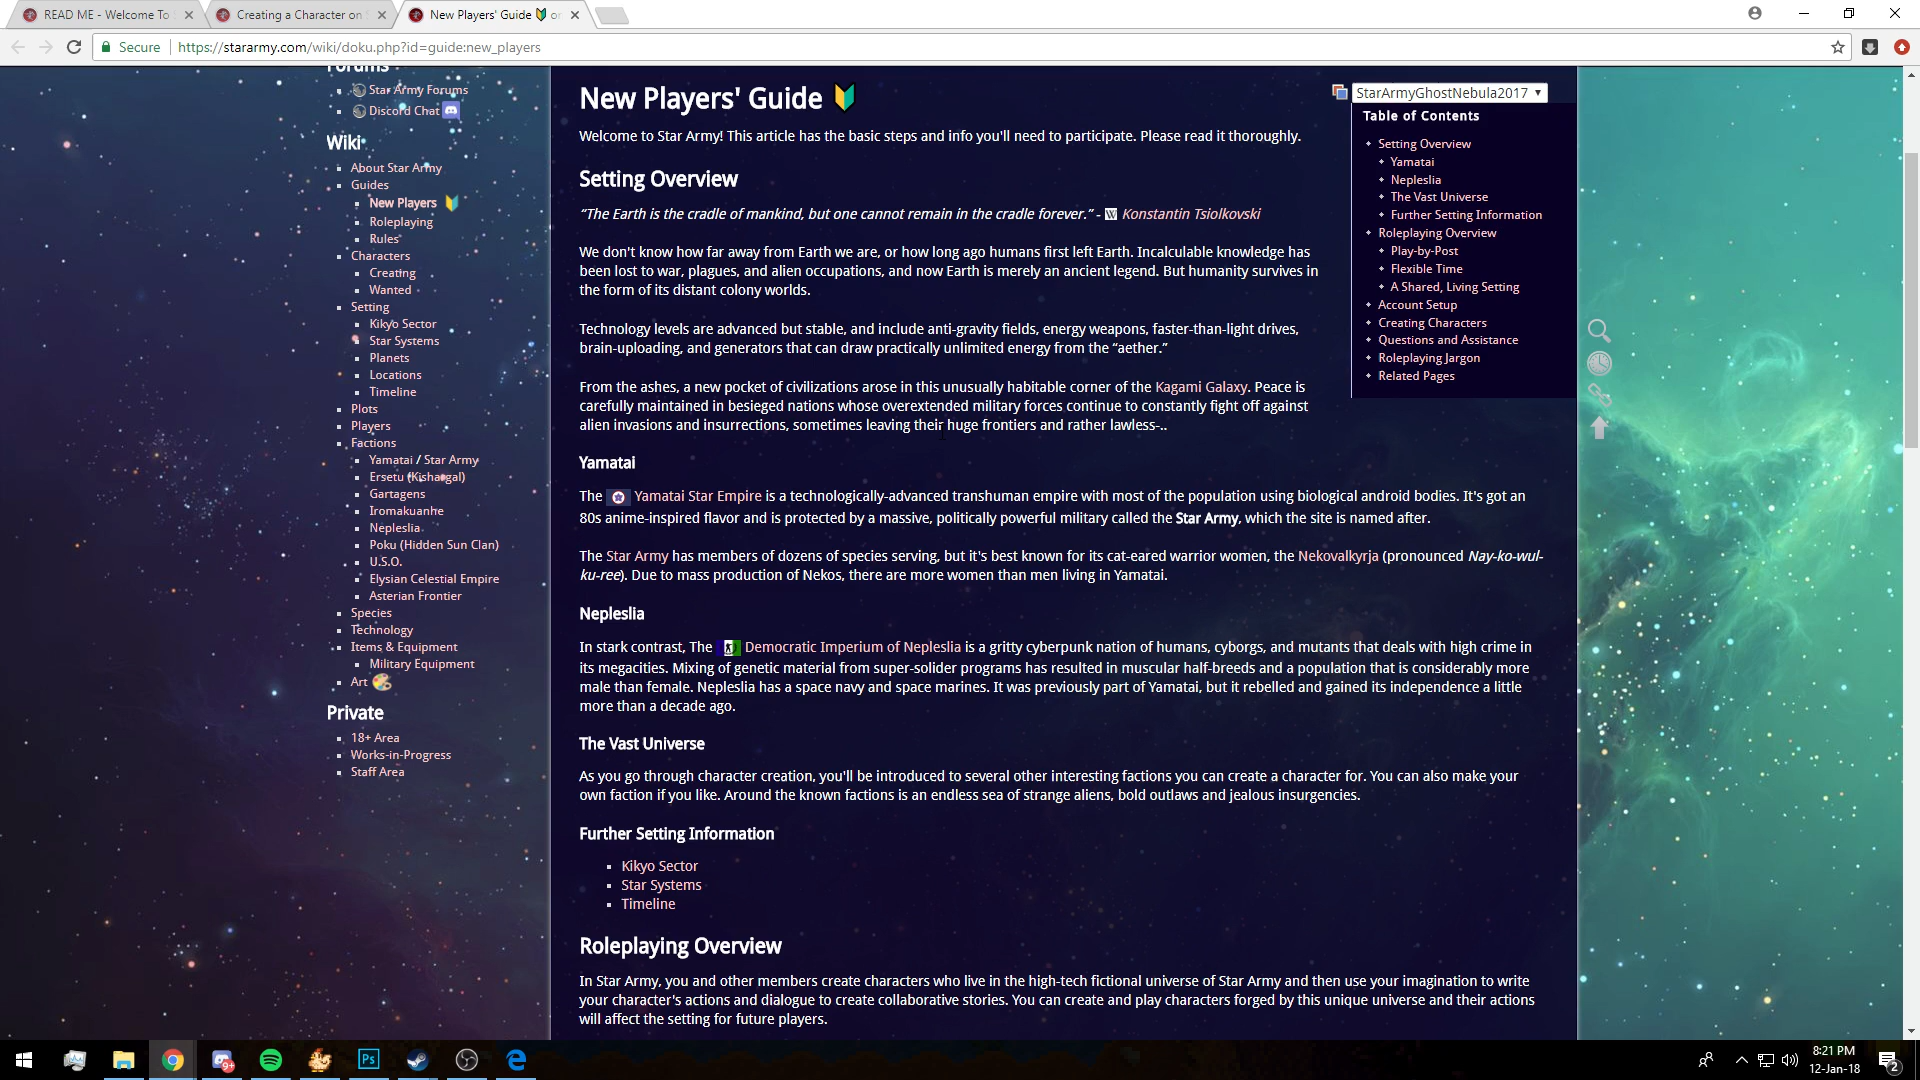 READ ME - Welcome To
Creating a Character on
New Players' Guide
Secure
https://stararmy.com/wiki/doku.php?id=guide:new_players
Forums
Star Army Forums
Discord Chat
Wiki
About Star Army
Guides
New Players
Roleplaying
Rules
Characters
Creating
Wanted
Setting
Kikyo Sector
Star Systems
Planets
Locations
Timeline
Plots
Players
Factions
Yamatai / Star Army
Ersetu (Kishargal)
Gartagens
Iromakuanhe
Nepleslia
Poku (Hidden Sun Clan)
U.S.O.
Elysian Celestial Empire
Asterian Frontier
Species
Technology
Items & Equipment
Military Equipment
Art
Private
18+ Area
Works-in-Progress
Staff Area
New Players' Guide
Welcome to Star Army! This article has the basic steps and info you'll need to participate. Please read it thoroughly.
Setting Overview
“The Earth is the cradle of mankind, but one cannot remain in the cradle forever.” - W Konstantin Tsiolkovski
We don't know how far away from Earth we are, or how long ago humans first left Earth. Incalculable knowledge has
been lost to war, plagues, and alien occupations, and now Earth is merely an ancient legend. But humanity survives in
the form of its distant colony worlds.
Technology levels are advanced but stable, and include anti-gravity fields, energy weapons, faster-than-light drives,
brain-uploading, and generators that can draw practically unlimited energy from the “aether.”
From the ashes, a new pocket of civilizations arose in this unusually habitable corner of the Kagami Galaxy. Peace is
carefully maintained in besieged nations whose overextended military forces continue to constantly fight off against
alien invasions and insurrections, sometimes leaving their huge frontiers and rather lawless-..
Yamatai
The Yamatai Star Empire is a technologically-advanced transhuman empire with most of the population using biological android bodies. It's got an
80s anime-inspired flavor and is protected by a massive, politically powerful military called the Star Army, which the site is named after.
The Star Army has members of dozens of species serving, but it's best known for its cat-eared warrior women, the Nekovalkyrja (pronounced Nay-ko-wul-
ku-ree). Due to mass production of Nekos, there are more women than men living in Yamatai.
Nepleslia
In stark contrast, The Democratic Imperium of Nepleslia is a gritty cyberpunk nation of humans, cyborgs, and mutants that deals with high crime in
its megacities. Mixing of genetic material from super-solider programs has resulted in muscular half-breeds and a population that is considerably more
male than female. Nepleslia has a space navy and space marines. It was previously part of Yamatai, but it rebelled and gained its independence a little
more than a decade ago.
The Vast Universe
As you go through character creation, you'll be introduced to several other interesting factions you can create a character for. You can also make your
own faction if you like. Around the known factions is an endless sea of strange aliens, bold outlaws and jealous insurgencies.
Further Setting Information
Kikyo Sector
Star Systems
Timeline
Roleplaying Overview
In Star Army, you and other members create characters who live in the high-tech fictional universe of Star Army and then use your imagination to write
your character's actions and dialogue to create collaborative stories. You can create and play characters forged by this unique universe and their actions
will affect the setting for future players.
StarArmyGhostNebula2017
Table of Contents
Setting Overview
Yamatai
Nepleslia
The Vast Universe
Further Setting Information
Roleplaying Overview
Play-by-Post
Flexible Time
A Shared, Living Setting
Account Setup
Creating Characters
Questions and Assistance
Roleplaying Jargon
Related Pages
9+
Ps
8:21 PM
12-Jan-18
2